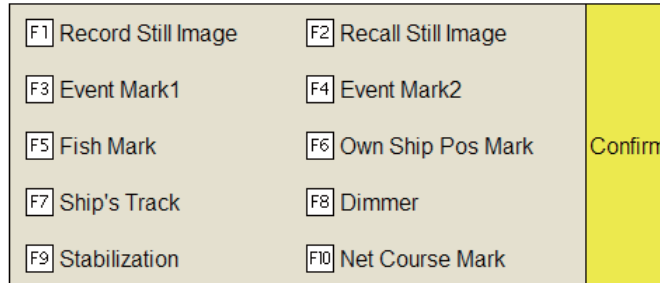 F1 Record Still Image F2 Recall Still Image
F3 Event Mark1 F4 Event Mark2
F5 Fish Mark F6 Own Ship Pos Mark Confirm
F7 Ship's Track F8 Dimmer
F9 Stabilization F10 Net Course Mark